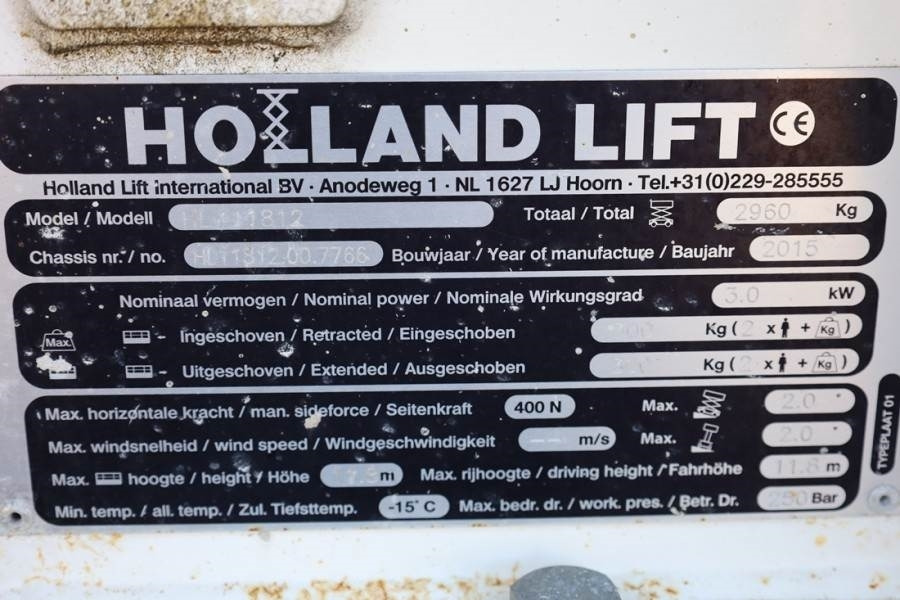 HOLLAND LIFT CE
Holland Lift international BV · Anodeweg 1 · NL 1627 LJ Hoorn · Tel.+31(0)229-285555
Model / Modell Totaal / Total 2960 Kg
Chassis nr. / no. HL11812.00.7766 Bouwjaar / Year of manufacture / Baujahr 2015
Nominaal vermogen / Nominal power / Nominale Wirkungsgrad 3.0 kW
Max. - Ingeschoven / Retracted / Eingeschoben Kg ( 2 x + Kg )
- Uitgeschoven / Extended / Ausgeschoben Kg ( 2 x + Kg )
Max. horizontale kracht / man. sideforce / Seitenkraft 400 N Max. 2.0
Max. windsnelheid / wind speed / Windgeschwindigkeit m/s Max. 2.0
Max. hoogte / height / Höhe m Max. rijhoogte / driving height / Fahrhöhe 11.8 m
Min. temp. / all. temp. / Zul. Tiefsttemp. -15°C Max. bedr. dr. / work. pres. / Betr. Dr. Bar
TYPEPLAAT 01